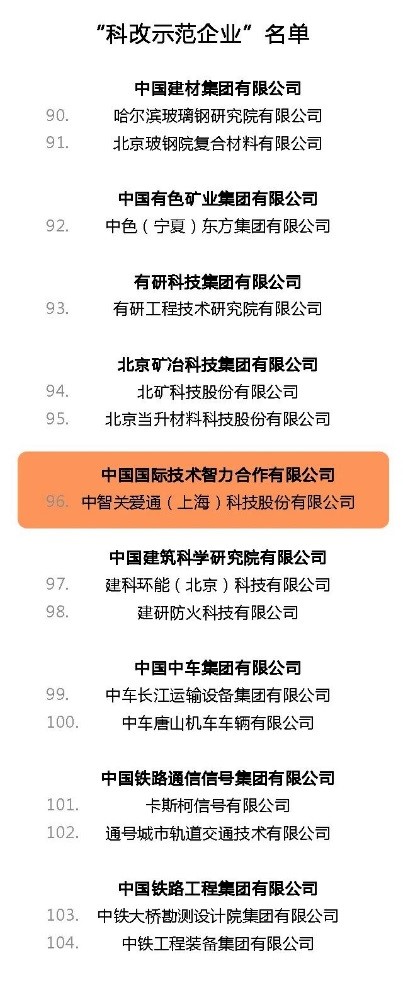 “科改示范企业”名单
中国建材集团有限公司
90. 哈尔滨玻璃钢研究院有限公司
91. 北京玻钢院复合材料有限公司
中国有色矿业集团有限公司
92. 中色（宁夏）东方集团有限公司
有研科技集团有限公司
93. 有研工程技术研究院有限公司
北京矿冶科技集团有限公司
94. 北矿科技股份有限公司
95. 北京当升材料科技股份有限公司
中国国际技术智力合作有限公司
96. 中智关爱通（上海）科技股份有限公司
中国建筑科学研究院有限公司
97. 建科环能（北京）科技有限公司
98. 建研防火科技有限公司
中国中车集团有限公司
99. 中车长江运输设备集团有限公司
100. 中车唐山机车车辆有限公司
中国铁路通信信号集团有限公司
101. 卡斯柯信号有限公司
102. 通号城市轨道交通技术有限公司
中国铁路工程集团有限公司
103. 中铁大桥勘测设计院集团有限公司
104. 中铁工程装备集团有限公司